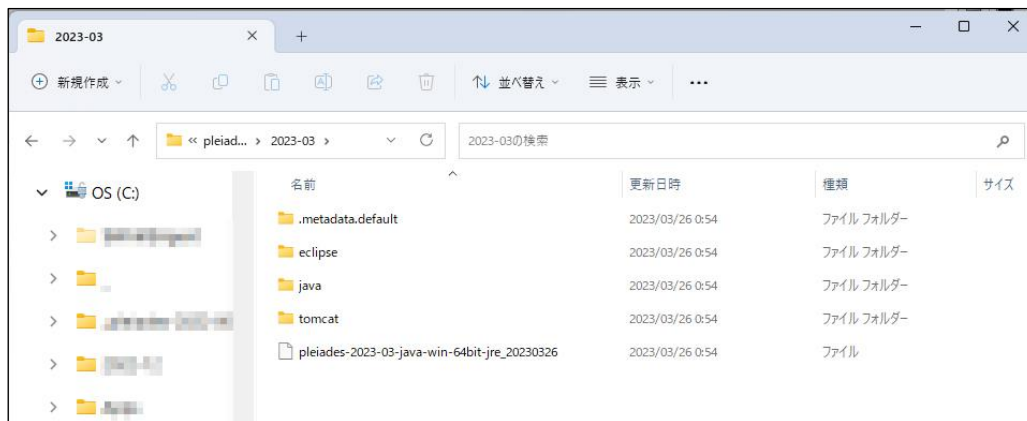 2023-03
新規作成
並べ替え
表示
« pleiad... › 2023-03 ›
2023-03の検索
OS (C:)
名前 更新日時 種類 サイズ
.metadata.default 2023/03/26 0:54 ファイル フォルダー
eclipse 2023/03/26 0:54 ファイル フォルダー
java 2023/03/26 0:54 ファイル フォルダー
tomcat 2023/03/26 0:54 ファイル フォルダー
pleiades-2023-03-java-win-64bit-jre_20230326 2023/03/26 0:54 ファイル